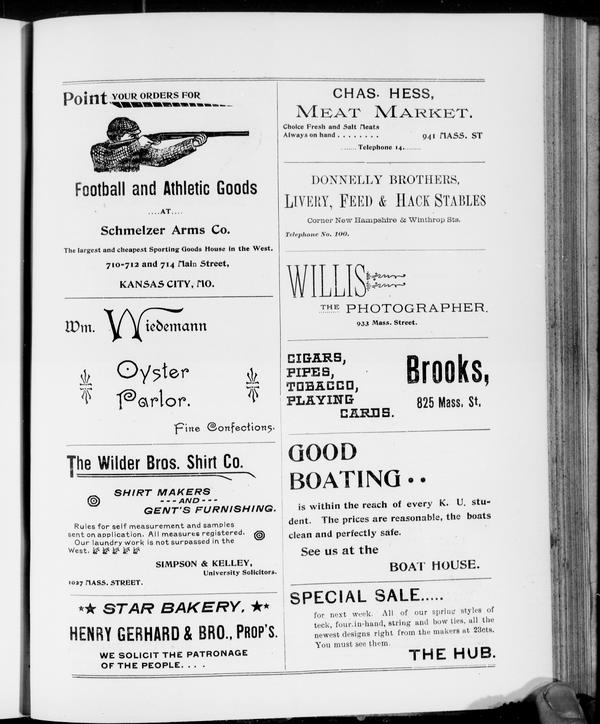 Point YOUR ORDERS FOR
Football and Athletic Goods
....AT....
Schmelzer Arms Co.
The largest and cheapest Sporting Goods House in the West.
710-712 and 714 Main Street,
KANSAS CITY, MO.
Wm. Wiedemann
Oyster
Parlor.
Fine Confections.
The Wilder Bros. Shirt Co.
SHIRT MAKERS
---AND---
GENT'S FURNISHING.
Rules for self measurement and samples
sent on application. All measures registered.
Our laundry work is not surpassed in the
West.
SIMPSON & KELLEY,
University Solicitors.
1027 MASS. STREET.
STAR BAKERY,
HENRY GERHARD & BRO., PROP'S.
WE SOLICIT THE PATRONAGE
OF THE PEOPLE. . . .
CHAS. HESS,
MEAT MARKET.
Choice Fresh and Salt Meats
Always on hand . . . . . . . . 941 MASS. ST
.......Telephone 14.......
DONNELLY BROTHERS,
LIVERY, FEED & HACK STABLES
Corner New Hampshire & Winthrop Sts.
Telephone No. 100.
WILLIS
THE PHOTOGRAPHER.
933 Mass. Street.
CIGARS,
PIPES,
TOBACCO,
PLAYING
CARDS.
Brooks,
825 Mass. St,
GOOD
BOATING . .
is within the reach of every K. U. stu-
dent. The prices are reasonable, the boats
clean and perfectly safe.
See us at the
BOAT HOUSE.
SPECIAL SALE.....
for next week. All of our spring styles of
teck, four-in-hand, string and bow ties, all the
newest designs right from the makers at 23cts.
You must see them.
THE HUB.